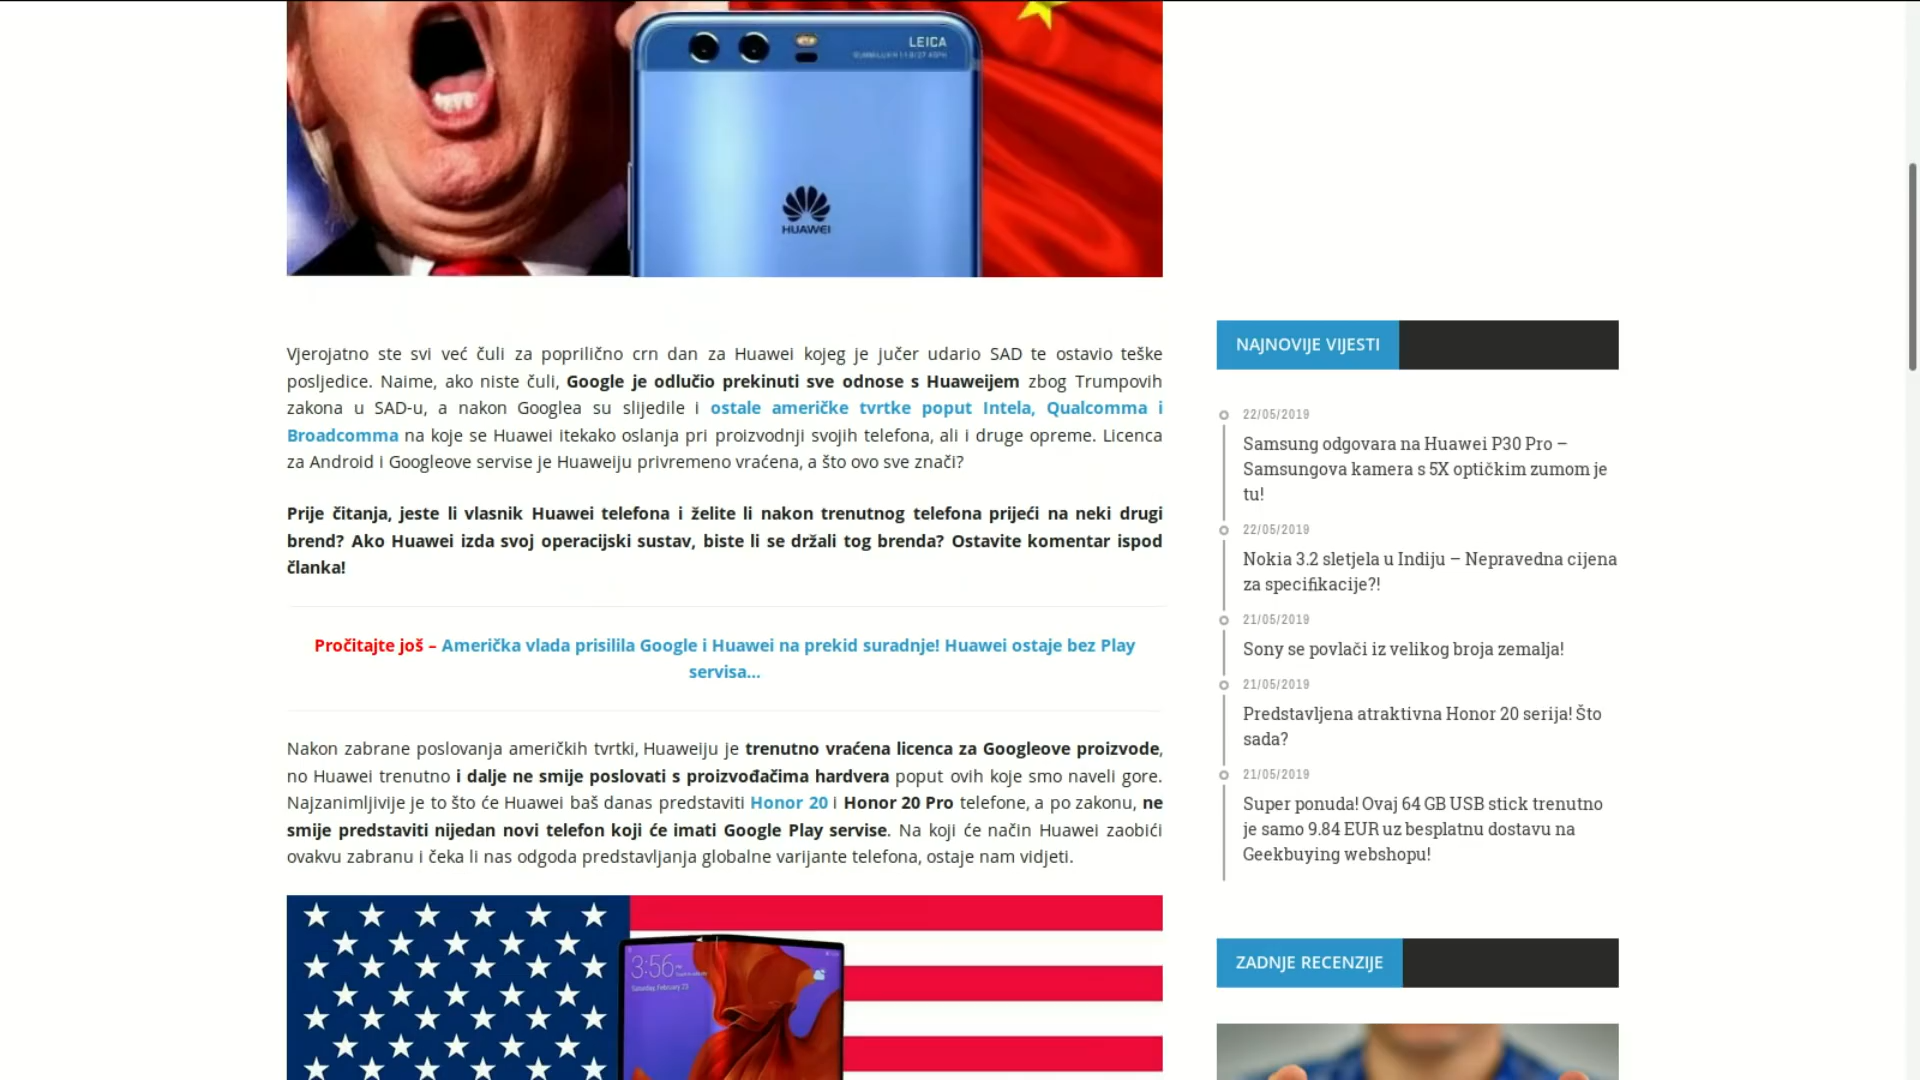 LEICA
HUAWEI
Vjerojatno ste svi već čuli za poprilično crn dan za Huawei kojeg je jučer udario SAD te ostavio teške
posljedice. Naime, ako niste čuli, Google je odlučio prekinuti sve odnose s Huaweijem zbog Trumpovih
zakona u SAD-u, a nakon Googlea su slijedile i ostale američke tvrtke poput Intela, Qualcomma i
Broadcomma na koje se Huawei itekako oslanja pri proizvodnji svojih telefona, ali i druge opreme. Licenca
za Android i Googleove servise je Huaweiju privremeno vraćena, a što ovo sve znači?
Prije čitanja, jeste li vlasnik Huawei telefona i želite li nakon trenutnog telefona prijeći na neki drugi
brend? Ako Huawei izda svoj operacijski sustav, biste li se držali tog brenda? Ostavite komentar ispod
članka!
Pročitajte još – Američka vlada prisilila Google i Huawei na prekid suradnje! Huawei ostaje bez Play
servisa...
Nakon zabrane poslovanja američkih tvrtki, Huaweiju je trenutno vraćena licenca za Googleove proizvode,
no Huawei trenutno i dalje ne smije poslovati s proizvođačima hardvera poput ovih koje smo naveli gore.
Najzanimljivije je to što će Huawei baš danas predstaviti Honor 20 i Honor 20 Pro telefone, a po zakonu, ne
smije predstaviti nijedan novi telefon koji će imati Google Play servise. Na koji će način Huawei zaobići
ovakvu zabranu i čeka li nas odgoda predstavljanja globalne varijante telefona, ostaje nam vidjeti.
3:56
Saturday, February 23
NAJNOVIJE VIJESTI
22/05/2019
Samsung odgovara na Huawei P30 Pro –
Samsungova kamera s 5X optičkim zumom je
tu!
22/05/2019
Nokia 3.2 sletjela u Indiju – Nepravedna cijena
za specifikacije?!
21/05/2019
Sony se povlači iz velikog broja zemalja!
21/05/2019
Predstavljena atraktivna Honor 20 serija! Što
sada?
21/05/2019
Super ponuda! Ovaj 64 GB USB stick trenutno
je samo 9.84 EUR uz besplatnu dostavu na
Geekbuying webshopu!
ZADNJE RECENZIJE